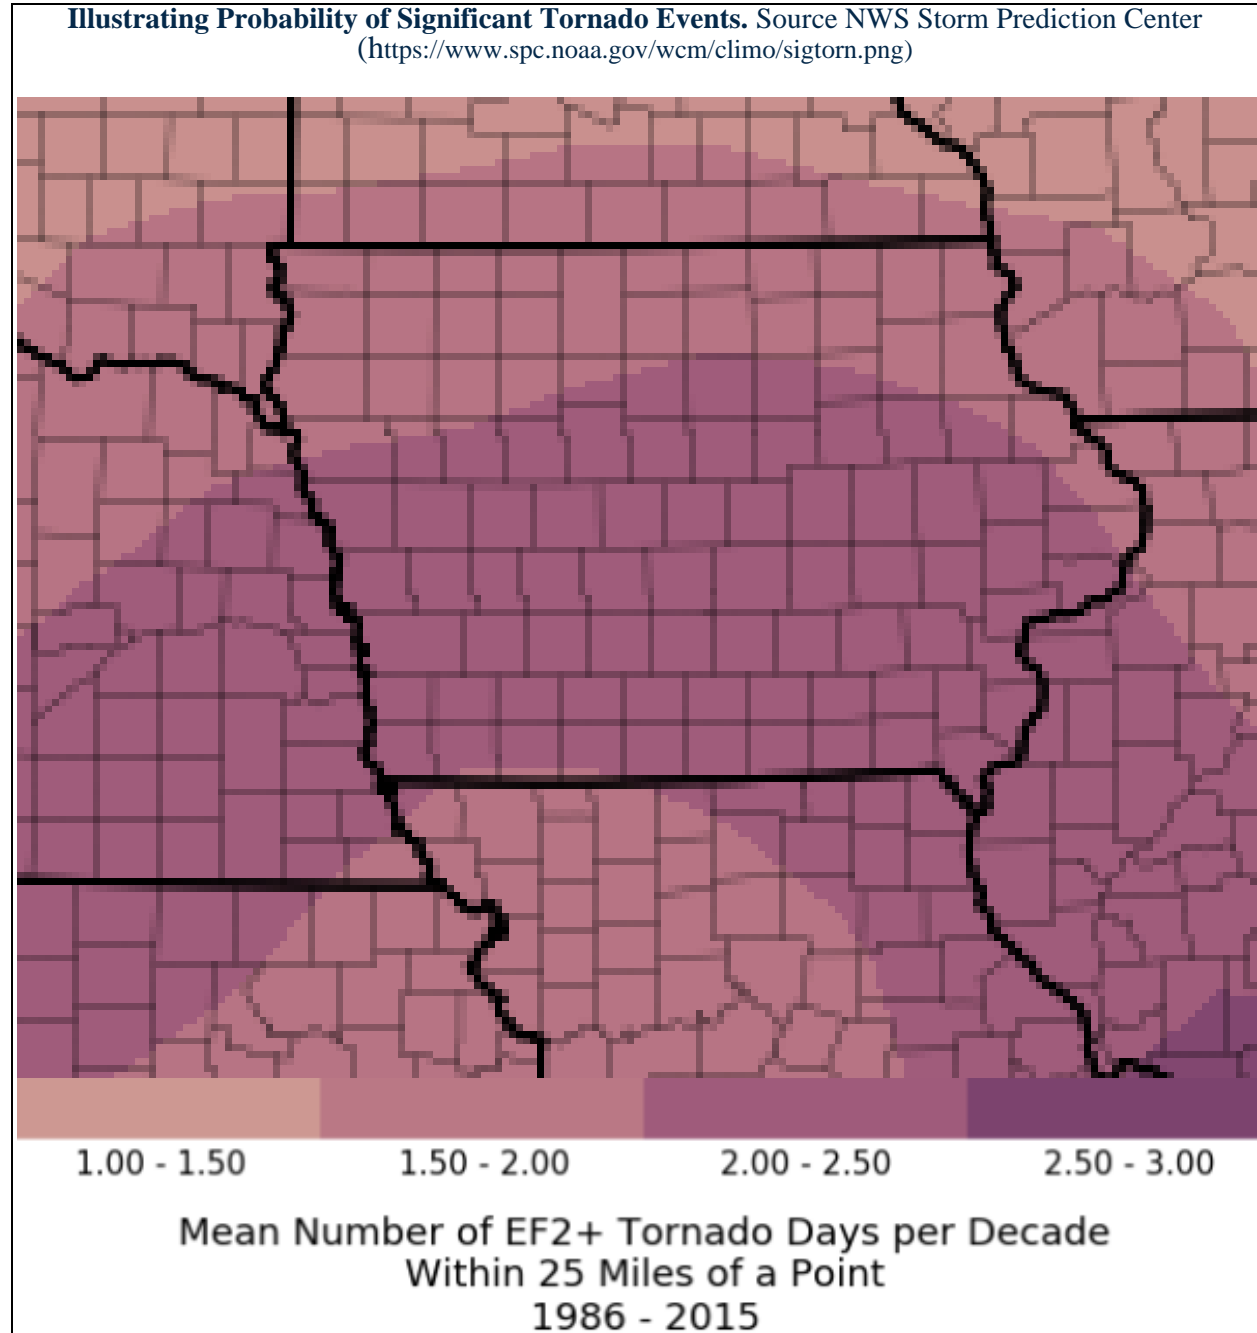 Illustrating Probability of Significant Tornado Events. Source NWS Storm Prediction Center
(https://www.spc.noaa.gov/wcm/climo/sigtorn.png)
1.00 - 1.50 1.50 - 2.00 2.00 - 2.50 2.50 - 3.00
Mean Number of EF2+ Tornado Days per Decade
Within 25 Miles of a Point
1986 - 2015